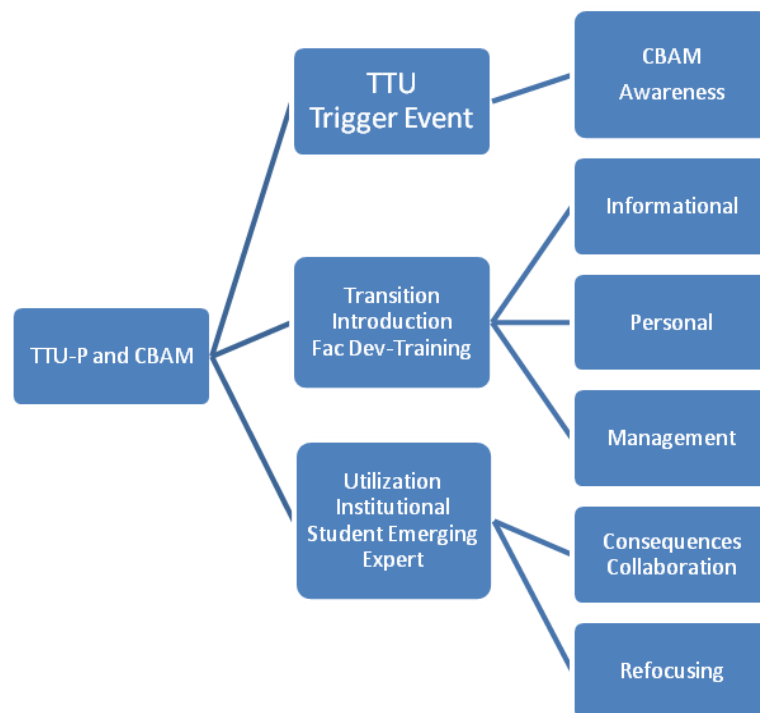 TTU-P and CBAM
TTU
Trigger Event
Transition
Introduction
Fac Dev-Training
Utilization
Institutional
Student Emerging
Expert
CBAM
Awareness
Informational
Personal
Management
Consequences
Collaboration
Refocusing